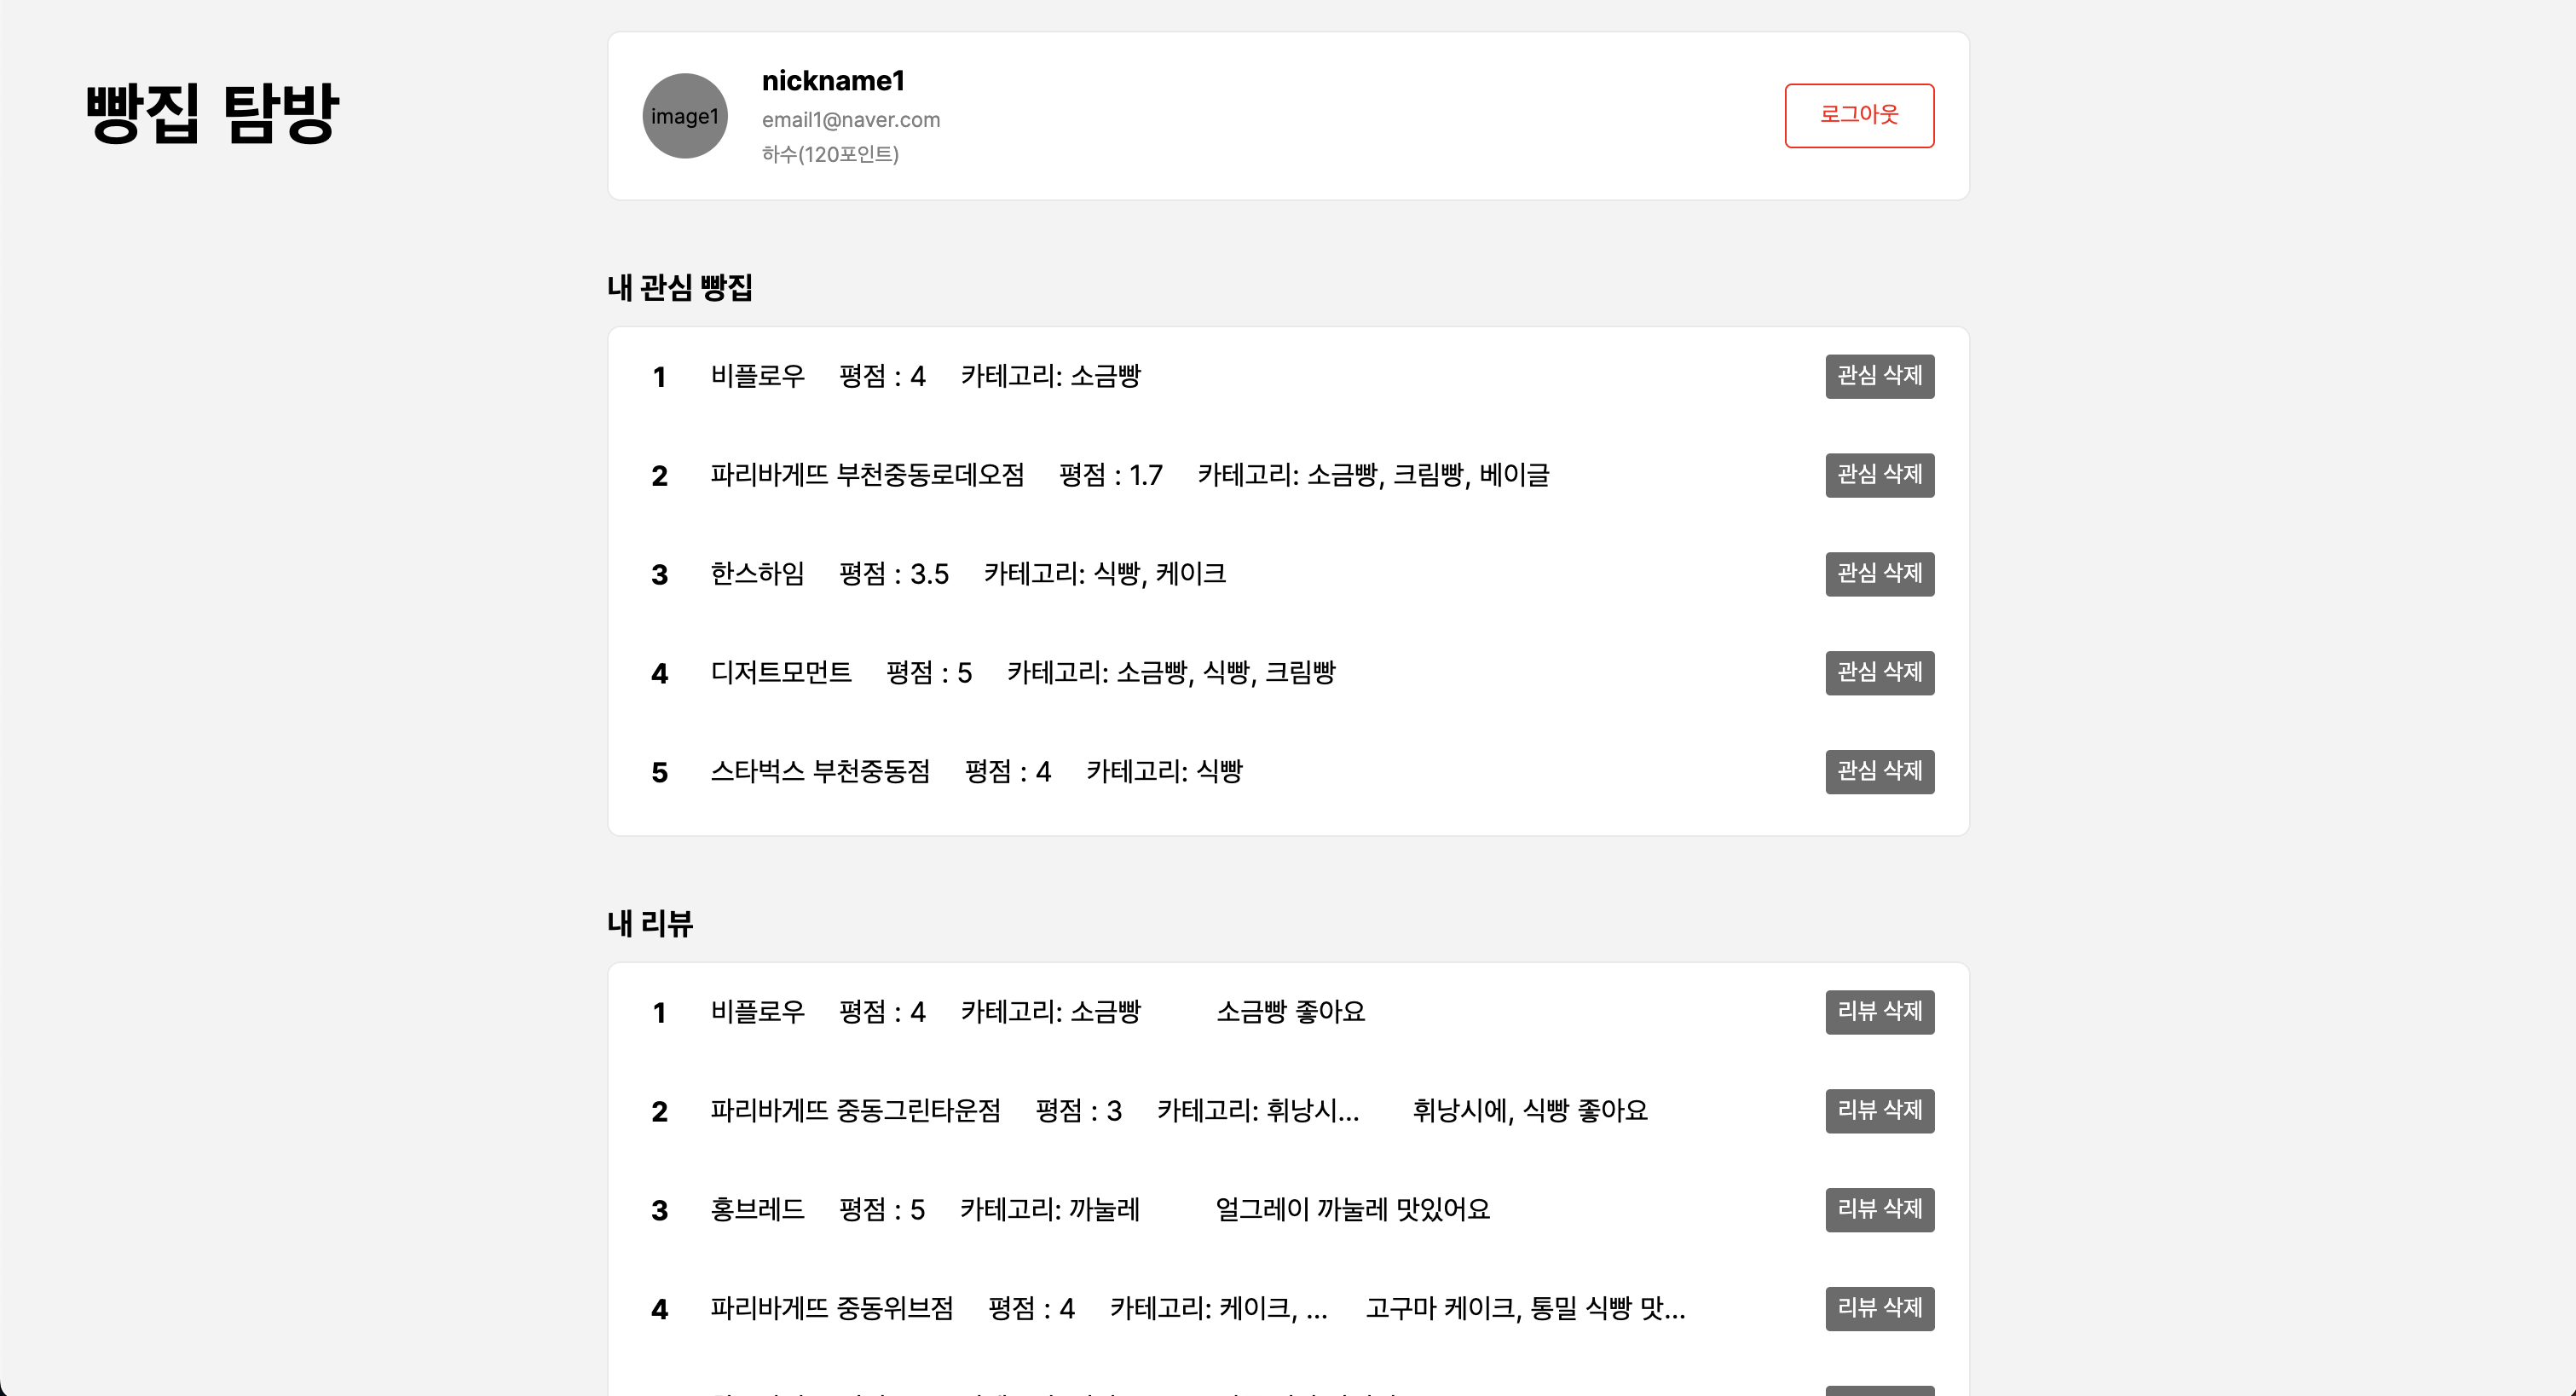 빵집 탐방
image1
nickname1
email1@naver.com
하수(120포인트)
로그아웃
내 관심 빵집
1 비플로우 평점 : 4 카테고리: 소금빵 관심 삭제
2 파리바게뜨 부천중동로데오점 평점 : 1.7 카테고리: 소금빵, 크림빵, 베이글 관심 삭제
3 한스하임 평점 : 3.5 카테고리: 식빵, 케이크 관심 삭제
4 디저트모먼트 평점 : 5 카테고리: 소금빵, 식빵, 크림빵 관심 삭제
5 스타벅스 부천중동점 평점 : 4 카테고리: 식빵 관심 삭제
내 리뷰
1 비플로우 평점 : 4 카테고리: 소금빵 소금빵 좋아요 리뷰 삭제
2 파리바게뜨 중동그린타운점 평점 : 3 카테고리: 휘낭시... 휘낭시에, 식빵 좋아요 리뷰 삭제
3 홍브레드 평점 : 5 카테고리: 까눌레 얼그레이 까눌레 맛있어요 리뷰 삭제
4 파리바게뜨 중동위브점 평점 : 4 카테고리: 케이크, ... 고구마 케이크, 통밀 식빵 맛... 리뷰 삭제